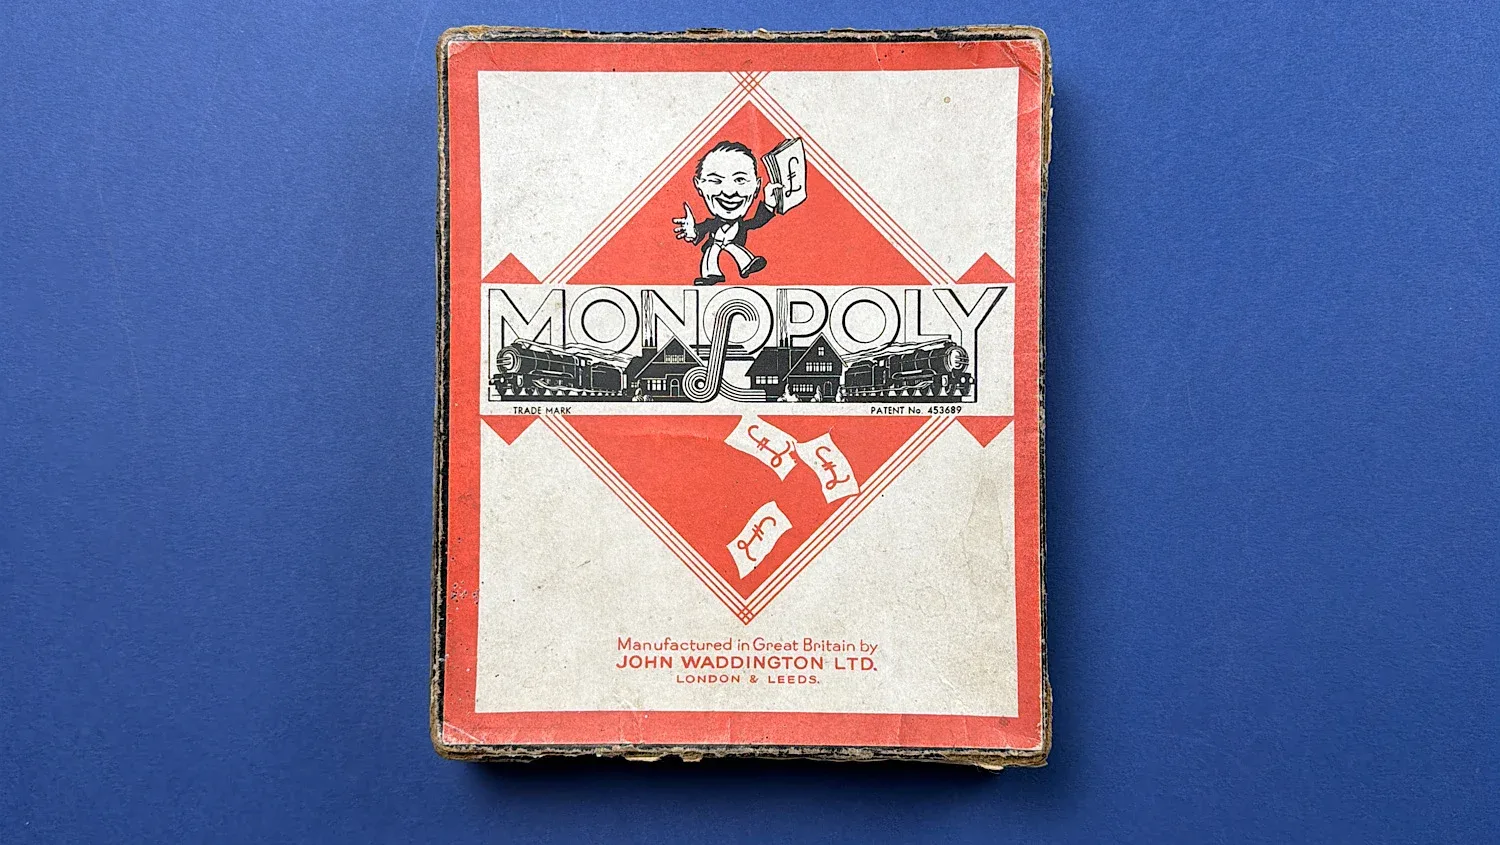 £
MONOPOLY
£
TRADE MARK
PATENT No. 453689
£
£
£
Manufactured in Great Britain by
JOHN WADDINGTON LTD.
LONDON & LEEDS.